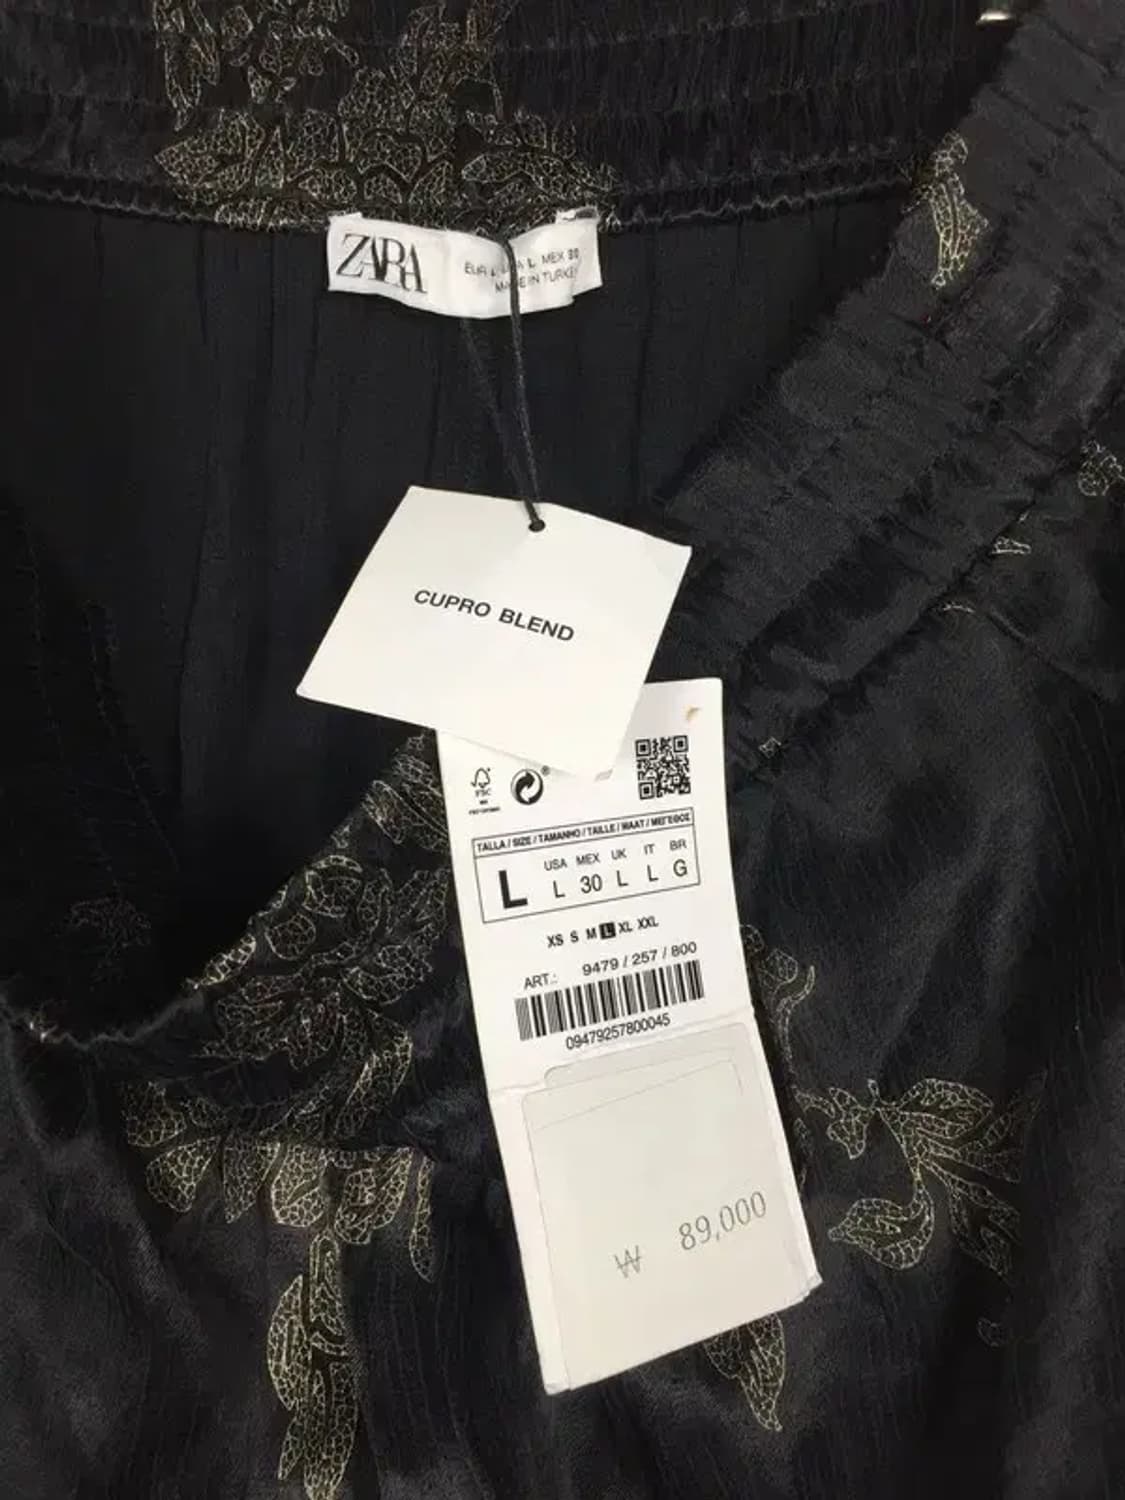 ZARA
EUR L USA L MEX 30
MADE IN TURKEY
CUPRO BLEND
FSC
TALLA / SIZE / TAMANHO / TAILLE / MAAT / ΜΕΓΕΘΟΣ
USA MEX UK IT BR
L L 30 L L G
XS S M L XL XXL
ART.: 9479 / 257 / 800
09479257800045
₩ 89,000